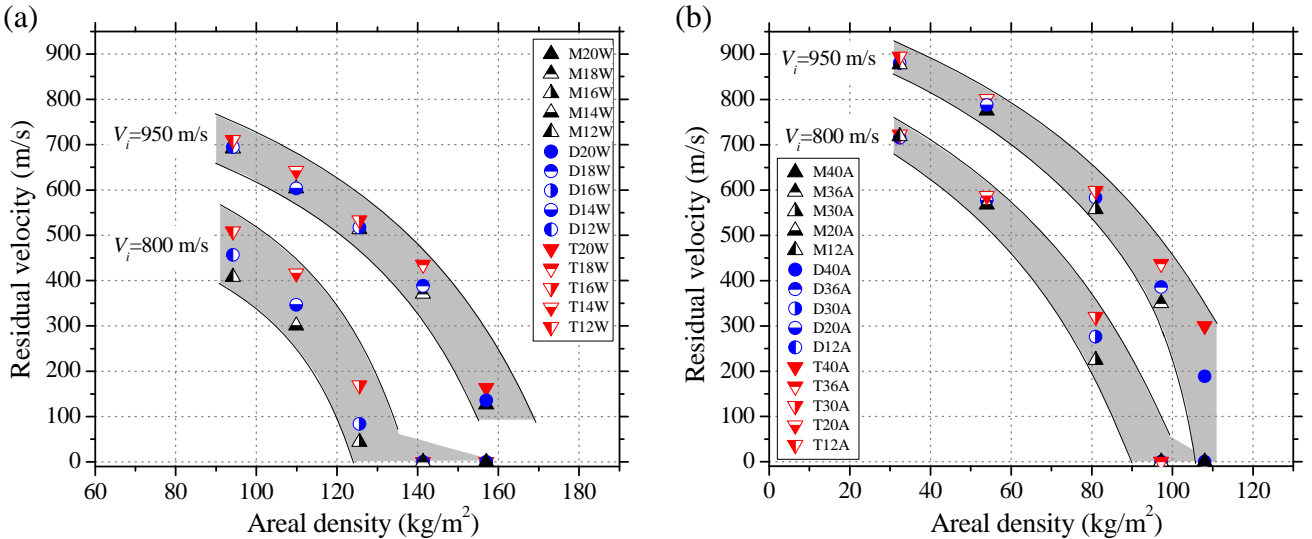 (a)
Residual velocity (m/s)
900
800
700
600
500
400
300
200
100
0
V_i=950 m/s
V_i=800 m/s
M20W
M18W
M16W
M14W
M12W
D20W
D18W
D16W
D14W
D12W
T20W
T18W
T16W
T14W
T12W
60 80 100 120 140 160 180
Areal density (kg/m²)
(b)
Residual velocity (m/s)
900
800
700
600
500
400
300
200
100
0
V_i=950 m/s
V_i=800 m/s
M40A
M36A
M30A
M20A
M12A
D40A
D36A
D30A
D20A
D12A
T40A
T36A
T30A
T20A
T12A
0 20 40 60 80 100 120
Areal density (kg/m²)